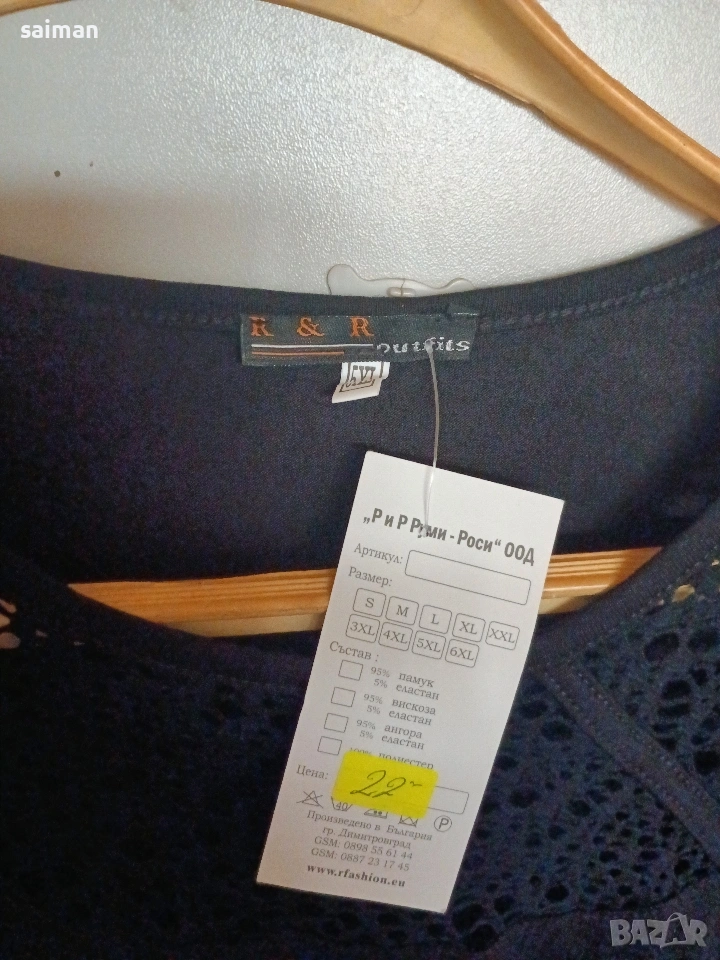 saiman
R & R
outfits
„Р и Р Руми - Роси“ ООД
Артикул:
Размер:
S M L XL XXL
3XL 4XL 5XL 6XL
Състав :
95% памук
5% еластан
95% вискоза
5% еластан
95% ангора
5% еластан
100% полиестер
Цена:
22
40
P
Произведено в България
гр. Димитровград
GSM: 0898 55 61 44
GSM: 0887 23 17 45
www.rfashion.eu
BAZAR